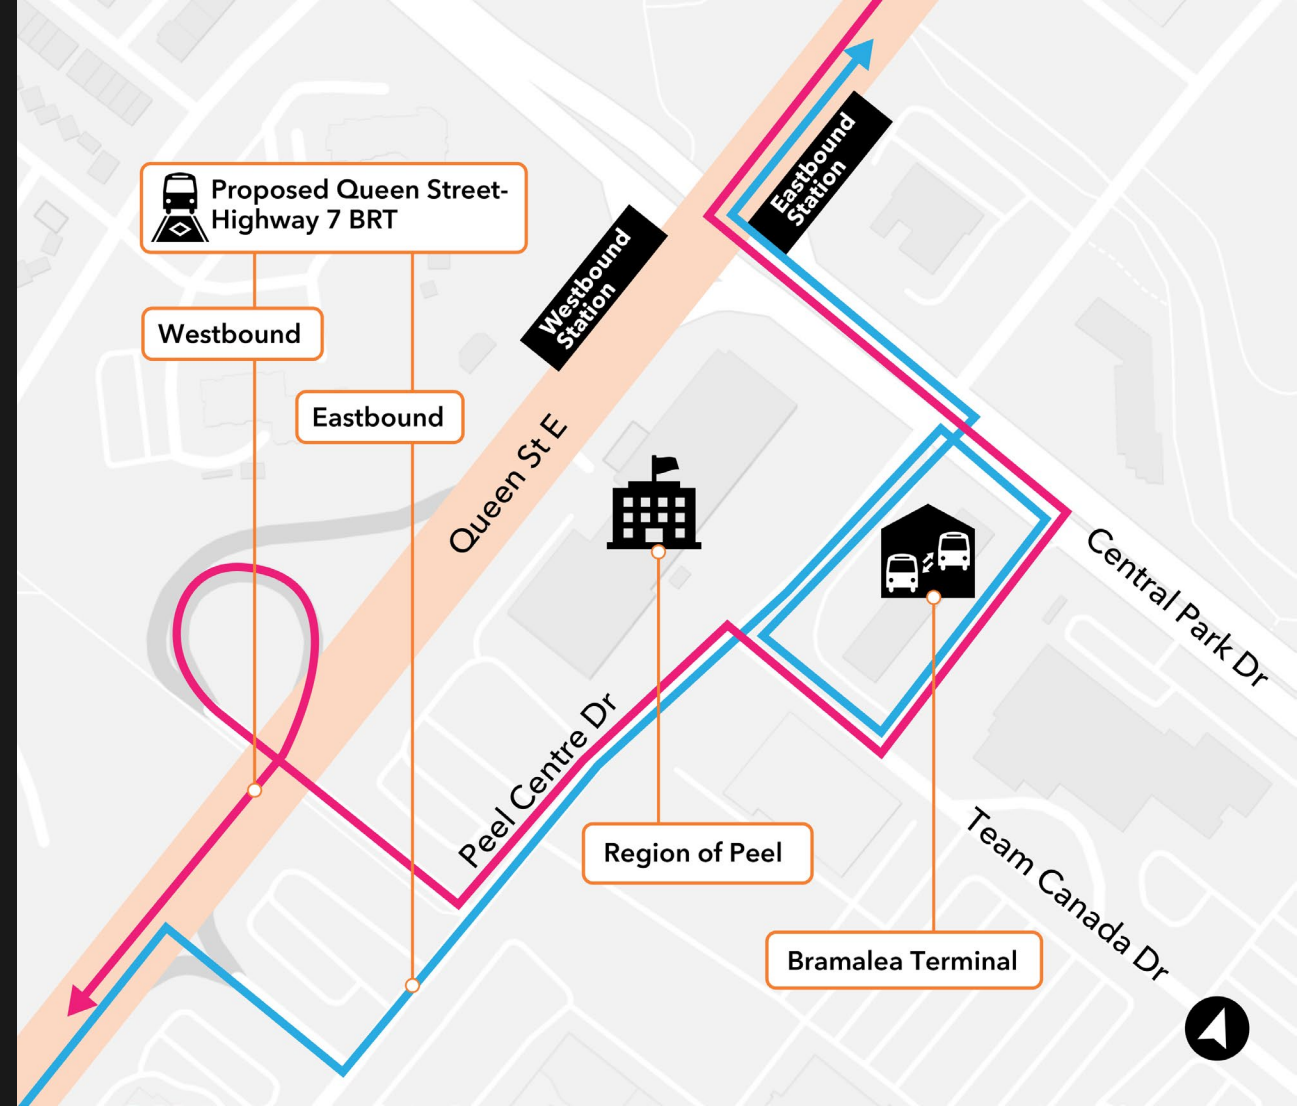 Proposed Queen Street-
Highway 7 BRT
Westbound
Eastbound
Eastbound
Station
Westbound
Station
Queen St E
Central Park Dr
Peel Centre Dr
Region of Peel
Team Canada Dr
Bramalea Terminal